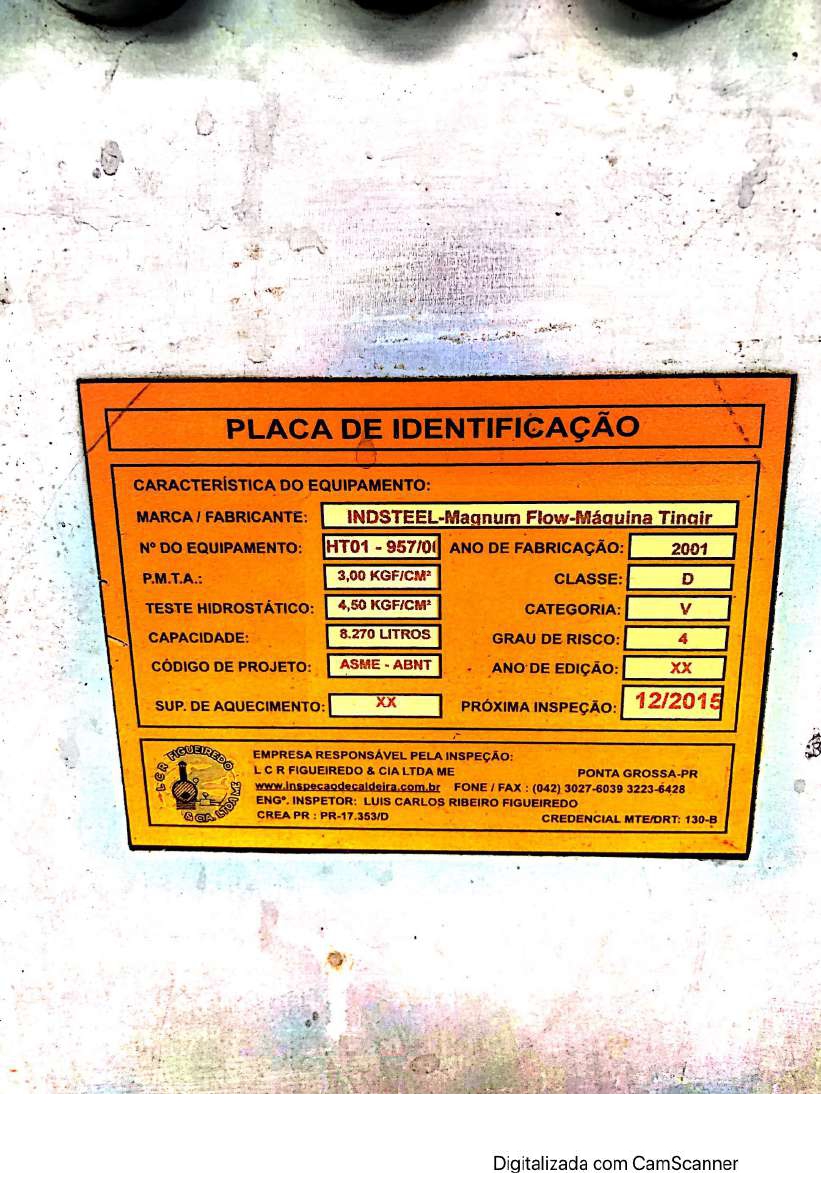 PLACA DE IDENTIFICAÇÃO
CARACTERÍSTICA DO EQUIPAMENTO:
MARCA / FABRICANTE: INDSTEEL-Magnum Flow-Máquina Tingir
Nº DO EQUIPAMENTO: HT01 - 957/0 ANO DE FABRICAÇÃO: 2001
P.M.T.A.: 3,00 KGF/CM² CLASSE: D
TESTE HIDROSTÁTICO: 4,50 KGF/CM² CATEGORIA: V
CAPACIDADE: 8.270 LITROS GRAU DE RISCO: 4
CÓDIGO DE PROJETO: ASME - ABNT ANO DE EDIÇÃO: XX
SUP. DE AQUECIMENTO: XX PRÓXIMA INSPEÇÃO: 12/2015
L C R FIGUEIREDO & CIA. LTDA ME
EMPRESA RESPONSÁVEL PELA INSPEÇÃO:
L C R FIGUEIREDO & CIA LTDA ME PONTA GROSSA-PR
www.inspecaodecaldeira.com.br FONE / FAX : (042) 3027-6039 3223-6428
ENGº. INSPETOR: LUIS CARLOS RIBEIRO FIGUEIREDO
CREA PR : PR-17.353/D CREDENCIAL MTE/DRT: 130-B
Digitalizada com CamScanner